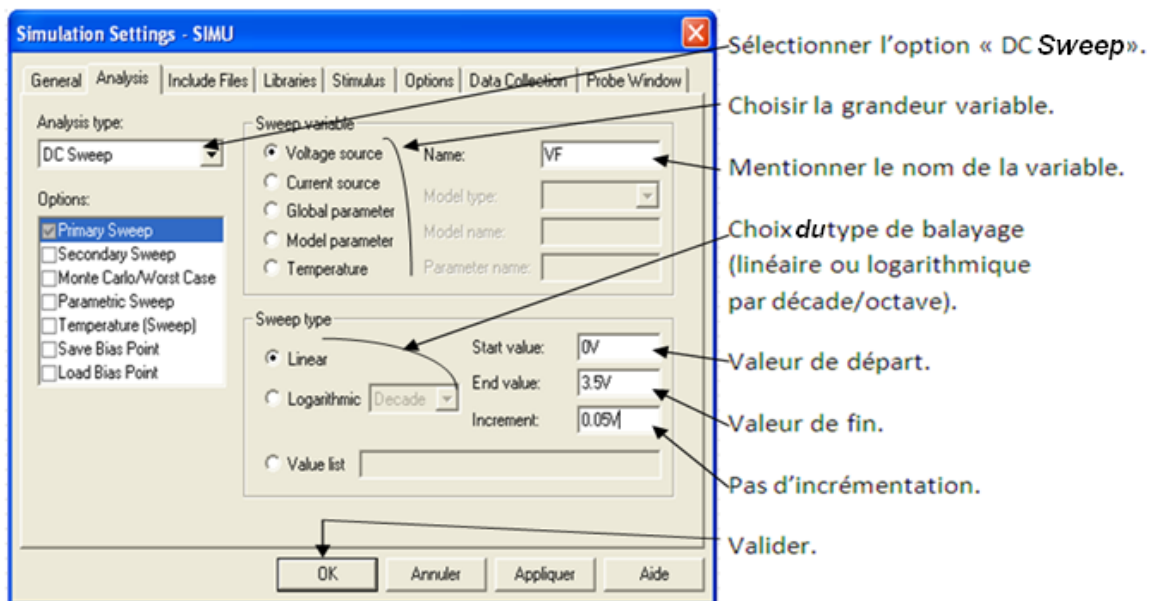 Simulation Settings - SIMU
General Analysis Include Files Libraries Stimulus Options Data Collection Probe Window
Analysis type:
DC Sweep
Options:
Primary Sweep
Secondary Sweep
Monte Carlo/Worst Case
Parametric Sweep
Temperature (Sweep)
Save Bias Point
Load Bias Point
Sweep variable
Voltage source
Current source
Global parameter
Model parameter
Temperature
Name: VF
Model type:
Model name:
Parameter name:
Sweep type
Linear
Logarithmic Decade
Value list
Start value: 0V
End value: 3.5V
Increment: 0.05V
OK Annuler Appliquer Aide
Sélectionner l'option « DC Sweep».
Choisir la grandeur variable.
Mentionner le nom de la variable.
Choix du type de balayage
(linéaire ou logarithmique
par décade/octave).
Valeur de départ.
Valeur de fin.
Pas d'incrémentation.
Valider.